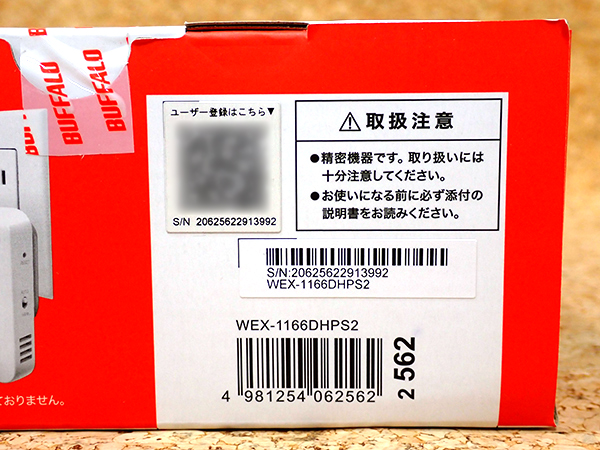 BUFFALO
BUFFALO
ユーザー登録はこちら▼
S/N 20625622913992
⚠取扱注意
●精密機器です。取り扱いには
十分注意してください。
●お使いになる前に必ず添付の
説明書をお読みください。
S/N:20625622913992
WEX-1166DHPS2
WEX-1166DHPS2
4 981254 062562
2 562
ておりません。